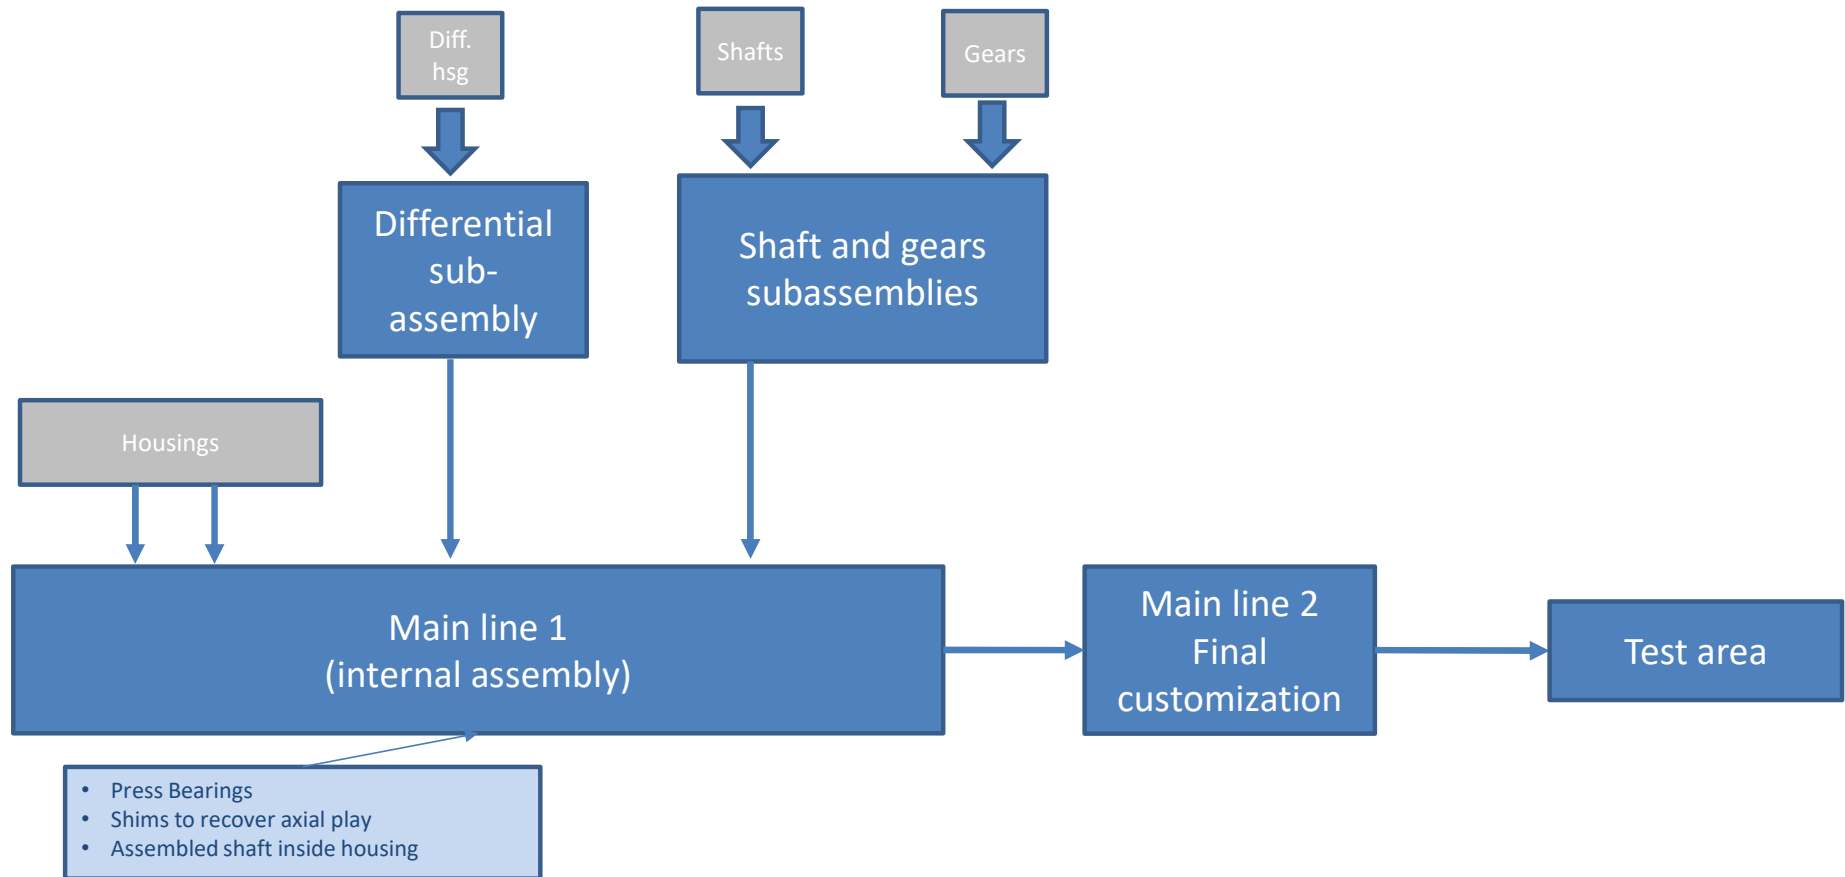 Diff.
hsg
Shafts
Gears
Differential
sub-
assembly
Shaft and gears
subassemblies
Housings
Main line 1
(internal assembly)
Main line 2
Final
customization
Test area
• Press Bearings
• Shims to recover axial play
• Assembled shaft inside housing